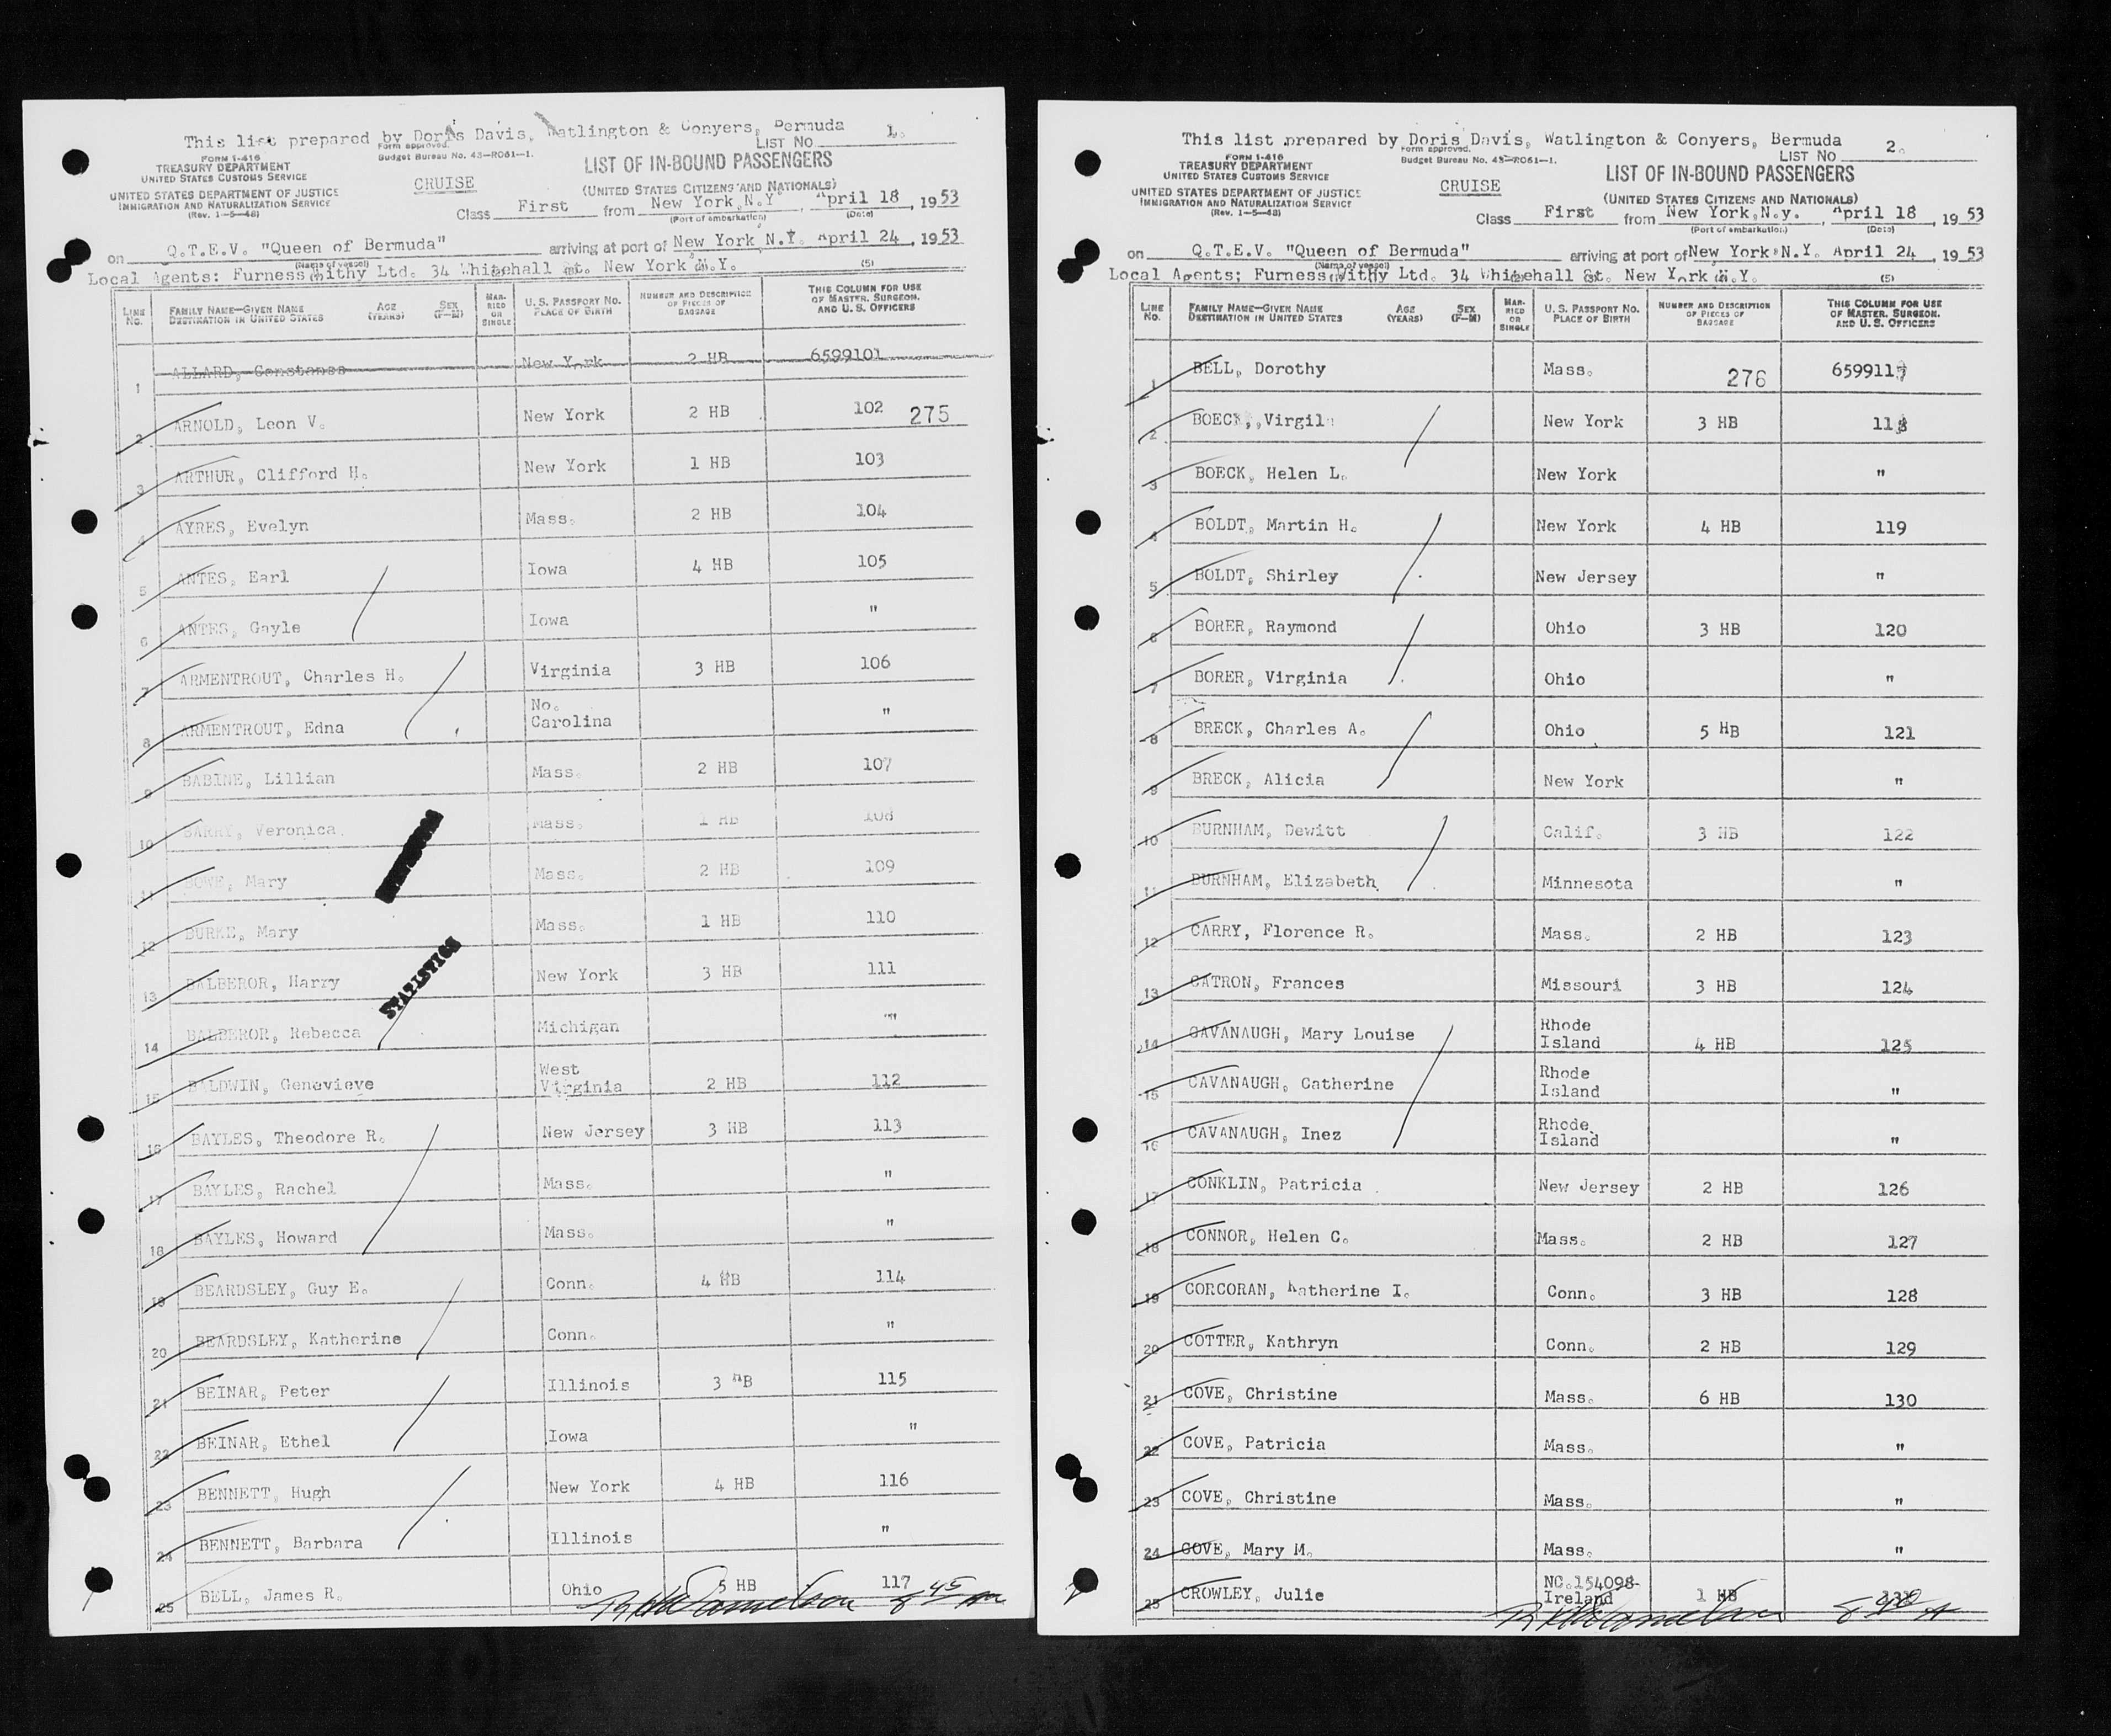 This list prepared by Doris Davis, Watlington & Conyers, Bermuda
LIST No. 1.
Form approved.
Budget Bureau No. 43—R061—1.
FORM I-416
TREASURY DEPARTMENT
UNITED STATES CUSTOMS SERVICE
UNITED STATES DEPARTMENT OF JUSTICE
IMMIGRATION AND NATURALIZATION SERVICE
(Rev. 1—5—48)
CRUISE
LIST OF IN-BOUND PASSENGERS
(UNITED STATES CITIZENS AND NATIONALS)
Class First from New York, N.Y., April 18, 1953
(Port of embarkation) (Date)
on Q.T.E.V. "Queen of Bermuda" arriving at port of New York N.Y. April 24, 1953
(Name of vessel) (5)
Local Agents: Furness Withy Ltd. 34 Whitehall St. New York N.Y.
LINE No. FAMILY NAME—GIVEN NAME DESTINATION IN UNITED STATES AGE (YEARS) SEX (F—M) MARRIED OR SINGLE U. S. PASSPORT No. PLACE OF BIRTH NUMBER AND DESCRIPTION OF PIECES OF BAGGAGE THIS COLUMN FOR USE OF MASTER, SURGEON, AND U. S. OFFICERS
1 ALLARD, Constance New York 2 HB 6599101
2 ARNOLD, Leon V. New York 2 HB 102 275
3 ARTHUR, Clifford H. New York 1 HB 103
4 AYRES, Evelyn Mass. 2 HB 104
5 ANTES, Earl Iowa 4 HB 105
6 ANTES, Gayle Iowa "
7 ARMENTROUT, Charles H. Virginia 3 HB 106
8 ARMENTROUT, Edna No. Carolina "
9 BABINE, Lillian Mass. 2 HB 107
10 BARRY, Veronica Mass. 1 HB 108
11 BOWE, Mary Mass. 2 HB 109
12 BURKE, Mary Mass. 1 HB 110
STATISTICS
13 BALBEROR, Harry New York 3 HB 111
14 BALBEROR, Rebecca Michigan "
15 BALDWIN, Genevieve West Virginia 2 HB 112
16 BAYLES, Theodore R. New Jersey 3 HB 113
17 BAYLES, Rachel Mass. "
18 BAYLES, Howard Mass. "
19 BEARDSLEY, Guy E. Conn. 4 HB 114
20 BEARDSLEY, Katherine Conn. "
21 BEINAR, Peter Illinois 3 HB 115
22 BEINAR, Ethel Iowa "
23 BENNETT, Hugh New York 4 HB 116
24 BENNETT, Barbara Illinois "
25 BELL, James R. Ohio 5 HB 117
This list prepared by Doris Davis, Watlington & Conyers, Bermuda
LIST No 2.
Form approved.
Budget Bureau No. 43—R061—1.
FORM I-416
TREASURY DEPARTMENT
UNITED STATES CUSTOMS SERVICE
UNITED STATES DEPARTMENT OF JUSTICE
IMMIGRATION AND NATURALIZATION SERVICE
(Rev. 1—5—48)
CRUISE
LIST OF IN-BOUND PASSENGERS
(UNITED STATES CITIZENS AND NATIONALS)
Class First from New York, N.y., April 18, 1953
(Port of embarkation) (Date)
on Q.T.E.V. "Queen of Bermuda" arriving at port of New York N.Y. April 24, 1953
(Name of vessel) (5)
Local Agents: Furness Withy Ltd. 34 Whitehall St. New York N.Y.
LINE No. FAMILY NAME—GIVEN NAME DESTINATION IN UNITED STATES AGE (YEARS) SEX (F—M) MARRIED OR SINGLE U. S. PASSPORT No. PLACE OF BIRTH NUMBER AND DESCRIPTION OF PIECES OF BAGGAGE THIS COLUMN FOR USE OF MASTER, SURGEON, AND U. S. OFFICERS
1 BELL, Dorothy Mass. 276 6599117
2 BOECK, Virgil New York 3 HB 118
3 BOECK, Helen L. New York "
4 BOLDT, Martin H. New York 4 HB 119
5 BOLDT, Shirley New Jersey "
6 BORER, Raymond Ohio 3 HB 120
7 BORER, Virginia Ohio "
8 BRECK, Charles A. Ohio 5 HB 121
9 BRECK, Alicia New York "
10 BURNHAM, Dewitt Calif. 3 HB 122
11 BURNHAM, Elizabeth Minnesota "
12 CARRY, Florence R. Mass. 2 HB 123
13 CATRON, Frances Missouri 3 HB 124
14 CAVANAUGH, Mary Louise Rhode Island 4 HB 125
15 CAVANAUGH, Catherine Rhode Island "
16 CAVANAUGH, Inez Rhode Island "
17 CONKLIN, Patricia New Jersey 2 HB 126
18 CONNOR, Helen C. Mass. 2 HB 127
19 CORCORAN, Katherine I. Conn. 3 HB 128
20 COTTER, Kathryn Conn. 2 HB 129
21 COVE, Christine Mass. 6 HB 130
22 COVE, Patricia Mass. "
23 COVE, Christine Mass. "
24 COVE, Mary M. Mass. "
25 CROWLEY, Julie NC.154098- Ireland 1 HB